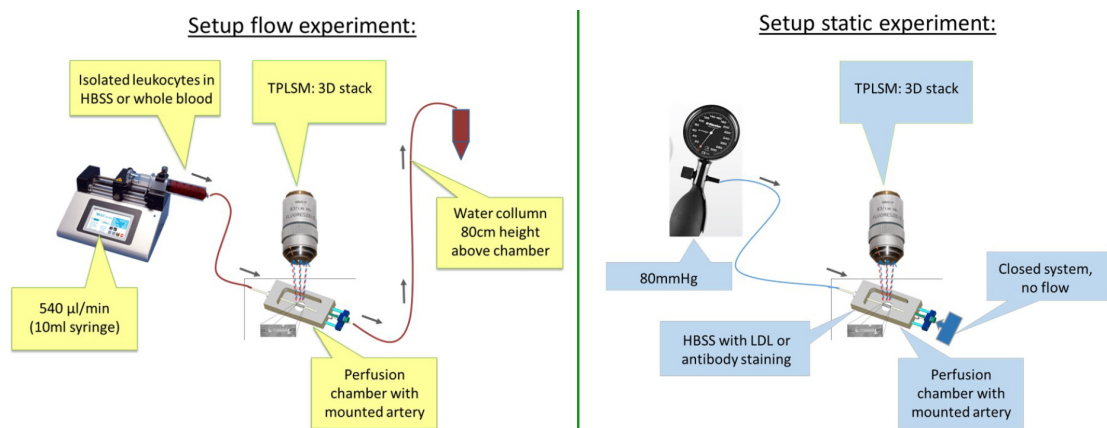 Setup flow experiment:
Isolated leukocytes in
HBSS or whole blood
TPLSM: 3D stack
Water collumn
80cm height
above chamber
540 µl/min
(10ml syringe)
Perfusion
chamber with
mounted artery
Setup static experiment:
TPLSM: 3D stack
80mmHg
Closed system,
no flow
HBSS with LDL or
antibody staining
Perfusion
chamber with
mounted artery